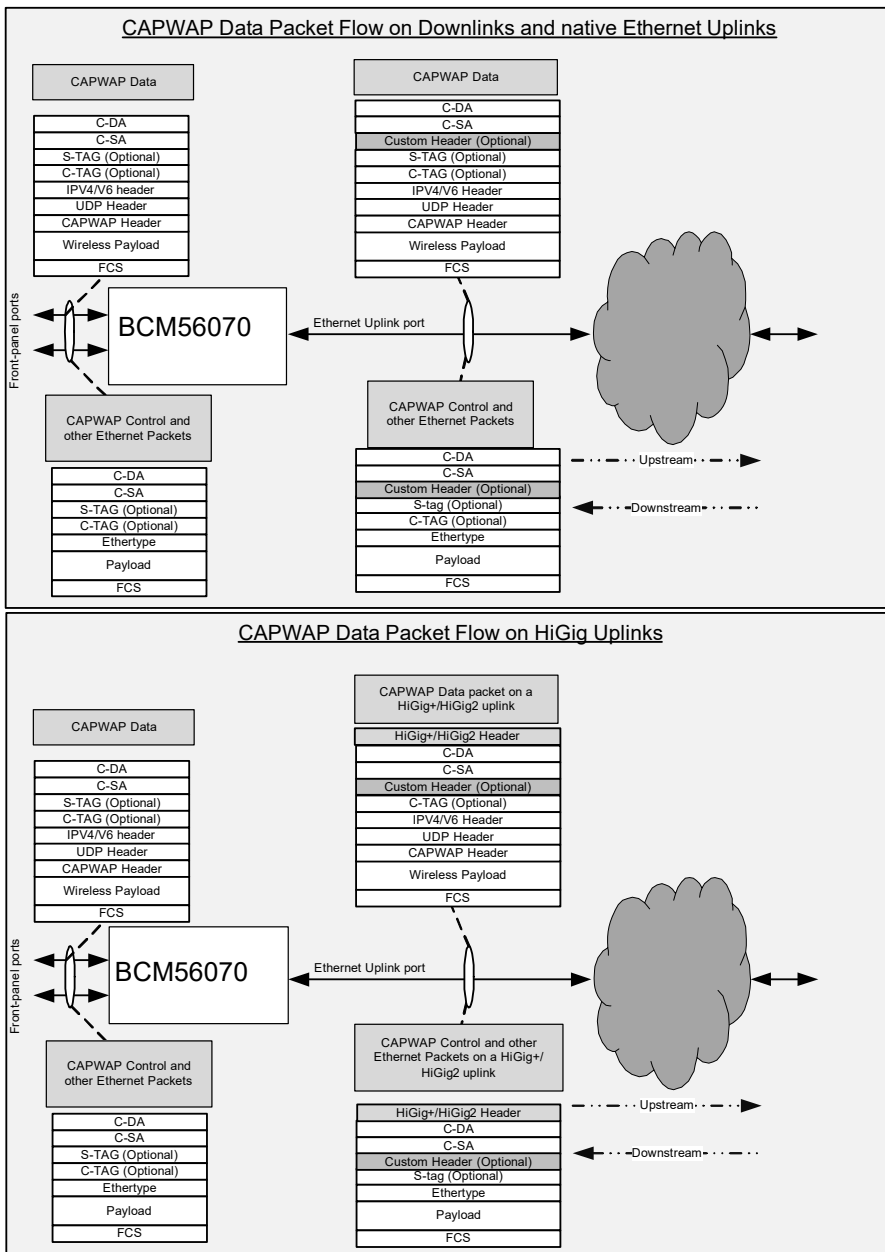 CAPWAP Data Packet Flow on Downlinks and native Ethernet Uplinks
CAPWAP Data
C-DA
C-SA
S-TAG (Optional)
C-TAG (Optional)
IPV4/V6 header
UDP Header
CAPWAP Header
Wireless Payload
FCS
CAPWAP Data
C-DA
C-SA
Custom Header (Optional)
S-TAG (Optional)
C-TAG (Optional)
IPV4/V6 Header
UDP Header
CAPWAP Header
Wireless Payload
FCS
Front-panel ports
BCM56070
Ethernet Uplink port
CAPWAP Control and
other Ethernet Packets
C-DA
C-SA
S-TAG (Optional)
C-TAG (Optional)
Ethertype
Payload
FCS
CAPWAP Control and
other Ethernet Packets
C-DA
C-SA
Custom Header (Optional)
S-tag (Optional)
C-TAG (Optional)
Ethertype
Payload
FCS
Upstream
Downstream
CAPWAP Data Packet Flow on HiGig Uplinks
CAPWAP Data
C-DA
C-SA
S-TAG (Optional)
C-TAG (Optional)
IPV4/V6 header
UDP Header
CAPWAP Header
Wireless Payload
FCS
CAPWAP Data packet on a
HiGig+/HiGig2 uplink
HiGig+/HiGig2 Header
C-DA
C-SA
Custom Header (Optional)
C-TAG (Optional)
IPV4/V6 Header
UDP Header
CAPWAP Header
Wireless Payload
FCS
Front-panel ports
BCM56070
Ethernet Uplink port
CAPWAP Control and
other Ethernet Packets
C-DA
C-SA
S-TAG (Optional)
C-TAG (Optional)
Ethertype
Payload
FCS
CAPWAP Control and other
Ethernet Packets on a HiGig+/
HiGig2 uplink
HiGig+/HiGig2 Header
C-DA
C-SA
Custom Header (Optional)
S-tag (Optional)
Ethertype
Payload
FCS
Upstream
Downstream